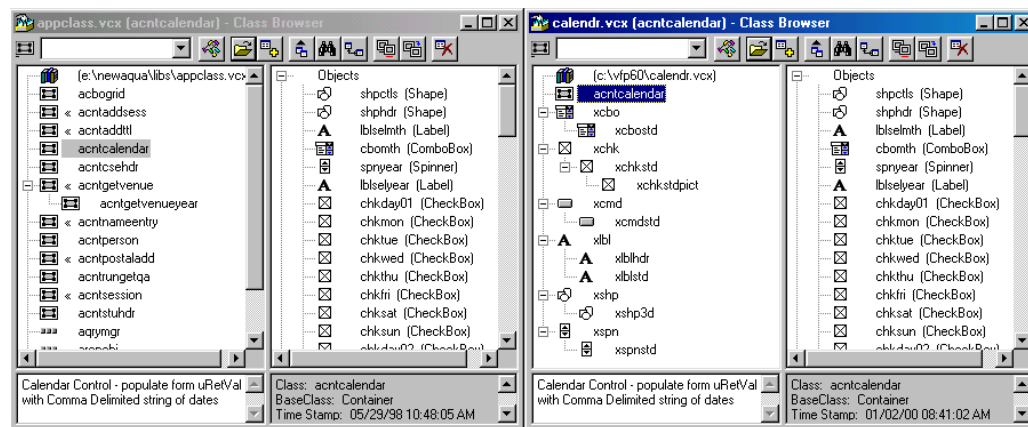 appclass.vcx (acntcalendar) - Class Browser
(e:\newaqua\libs\appclass.vcx
acbogrid
« acntaddsess
« acntaddttl
acntcalendar
acntcsehdr
« acntgetvenue
acntgetvenueyear
« acntnameentry
acntperson
« acntpostaladd
acntrungetqa
« acntsession
acntstuhdr
aqrymgr
Objects
shpctls (Shape)
shphdr (Shape)
lblselmth (Label)
cbomth (ComboBox)
spnyear (Spinner)
lblselyear (Label)
chkday01 (CheckBox)
chkmon (CheckBox)
chktue (CheckBox)
chkwed (CheckBox)
chkthu (CheckBox)
chkfri (CheckBox)
chksat (CheckBox)
chksun (CheckBox)
chkday02 (CheckBox)
Calendar Control - populate form uRetVal
with Comma Delimited string of dates
Class: acntcalendar
BaseClass: Container
Time Stamp: 05/29/98 10:48:05 AM
calendr.vcx (acntcalendar) - Class Browser
(c:\vfp60\calendr.vcx)
acntcalendar
xcbo
xcbostd
xchk
xchkstd
xchkstdpict
xcmd
xcmdstd
xlbl
xlblhdr
xlblstd
xshp
xshp3d
xspn
xspnstd
Objects
shpctls (Shape)
shphdr (Shape)
lblselmth (Label)
cbomth (ComboBox)
spnyear (Spinner)
lblselyear (Label)
chkday01 (CheckBox)
chkmon (CheckBox)
chktue (CheckBox)
chkwed (CheckBox)
chkthu (CheckBox)
chkfri (CheckBox)
chksat (CheckBox)
chksun (CheckBox)
chkday02 (CheckBox)
Calendar Control - populate form uRetVal
with Comma Delimited string of dates
Class: acntcalendar
BaseClass: Container
Time Stamp: 01/02/00 08:41:02 AM